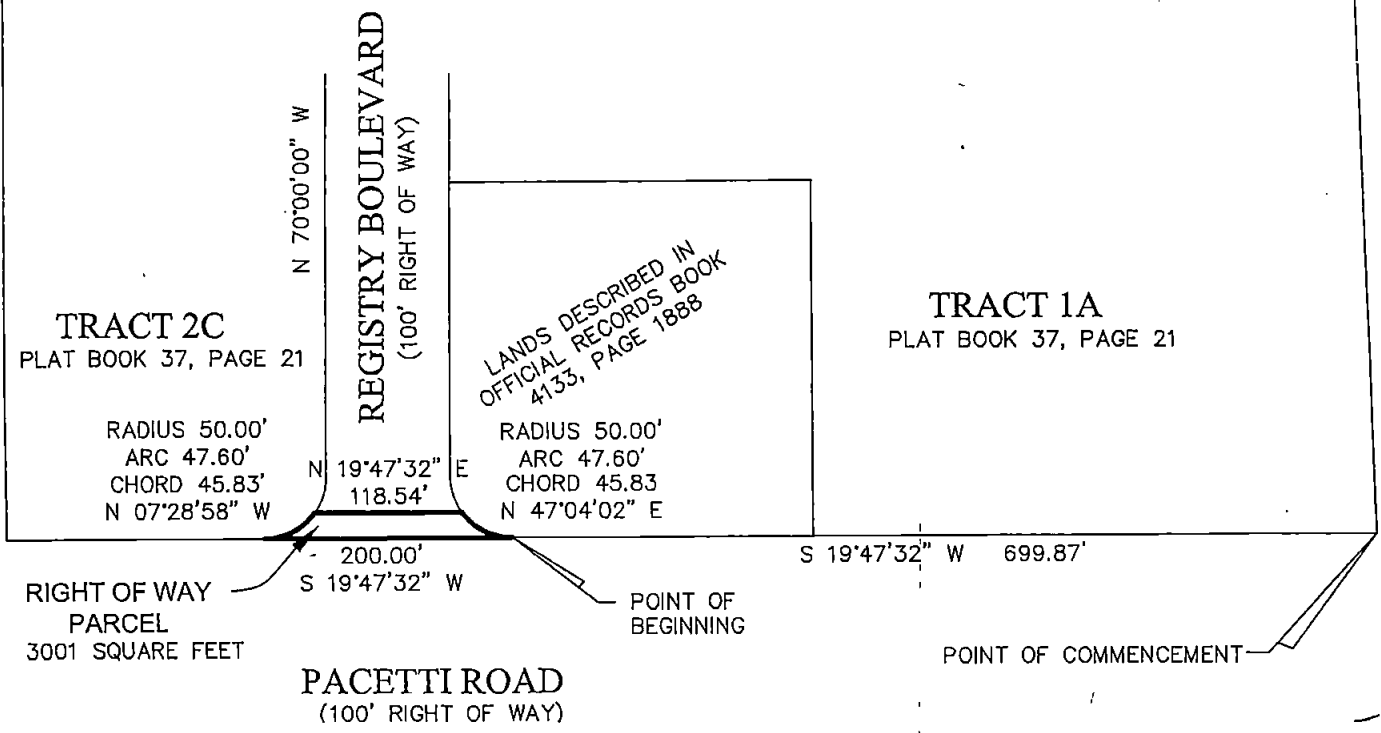 REGISTRY BOULEVARD
(100' RIGHT OF WAY)
N 70°00'00" W
LANDS DESCRIBED IN
OFFICIAL RECORDS BOOK
4133, PAGE 1888
TRACT 2C
PLAT BOOK 37, PAGE 21
TRACT 1A
PLAT BOOK 37, PAGE 21
RADIUS 50.00'
ARC 47.60'
CHORD 45.83'
N 07°28'58" W
N 19°47'32" E
118.54'
RADIUS 50.00'
ARC 47.60'
CHORD 45.83
N 47°04'02" E
200.00'
S 19°47'32" W
S 19°47'32" W 699.87'
RIGHT OF WAY
PARCEL
3001 SQUARE FEET
POINT OF
BEGINNING
POINT OF COMMENCEMENT
PACETTI ROAD
(100' RIGHT OF WAY)